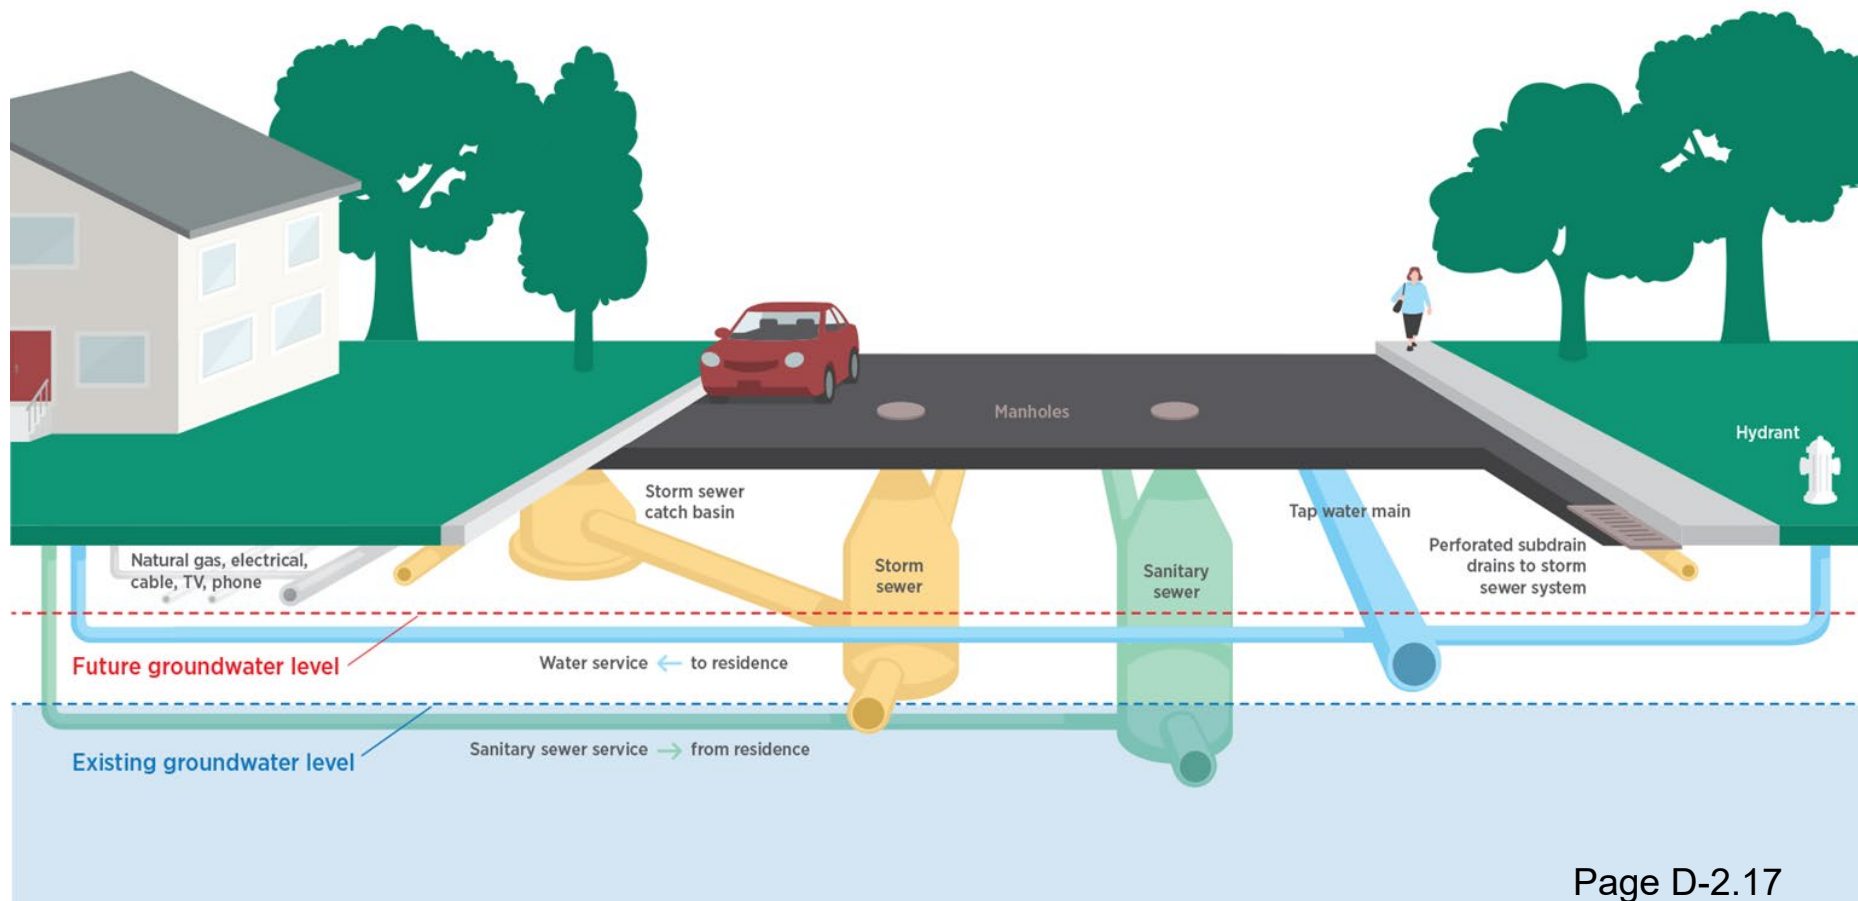 Manholes
Hydrant
Storm sewer
catch basin
Tap water main
Natural gas, electrical,
cable, TV, phone
Storm
sewer
Sanitary
sewer
Perforated subdrain
drains to storm
sewer system
Future groundwater level
Water service ← to residence
Existing groundwater level
Sanitary sewer service → from residence
Page D-2.17